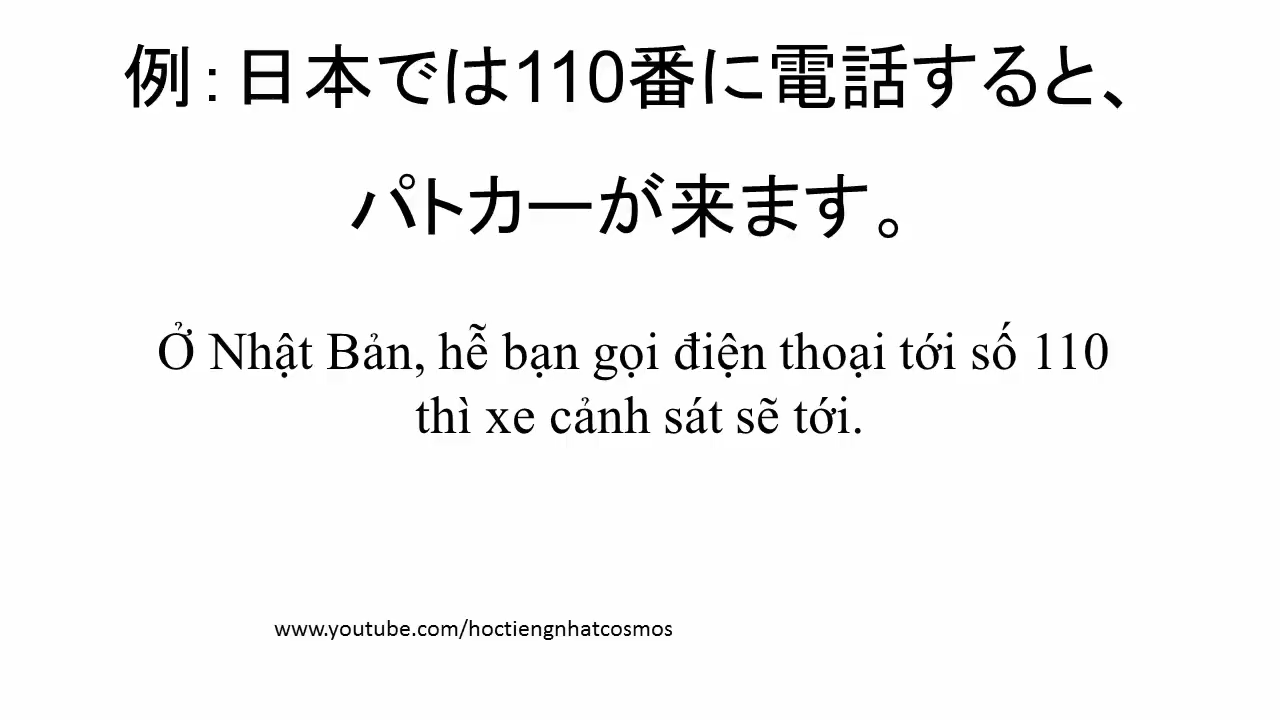 例：日本では110番に電話すると、
パトカーが来ます。
Ở Nhật Bản, hễ bạn gọi điện thoại tới số 110
thì xe cảnh sát sẽ tới.
www.youtube.com/hoctiengnhatcosmos